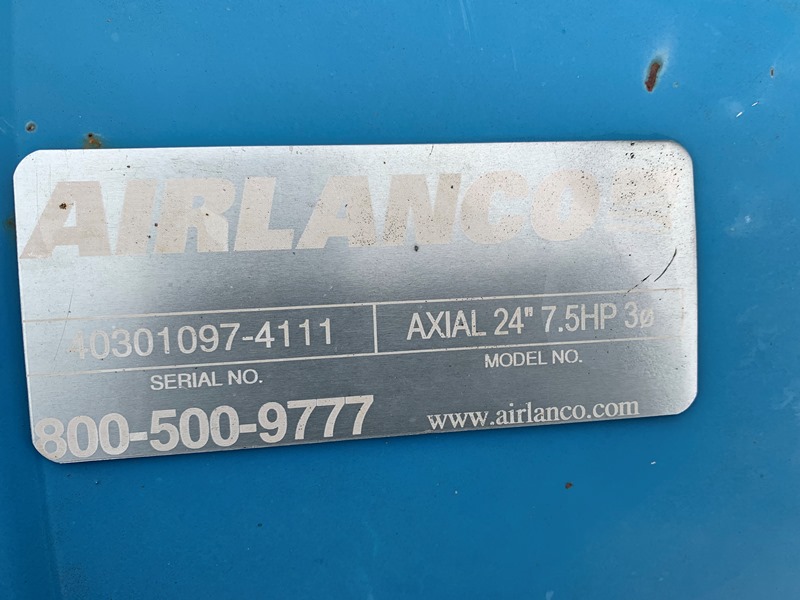 AIRLANCO
40301097-4111
AXIAL 24" 7.5HP 3ø
SERIAL NO.
MODEL NO.
800-500-9777
www.airlanco.com